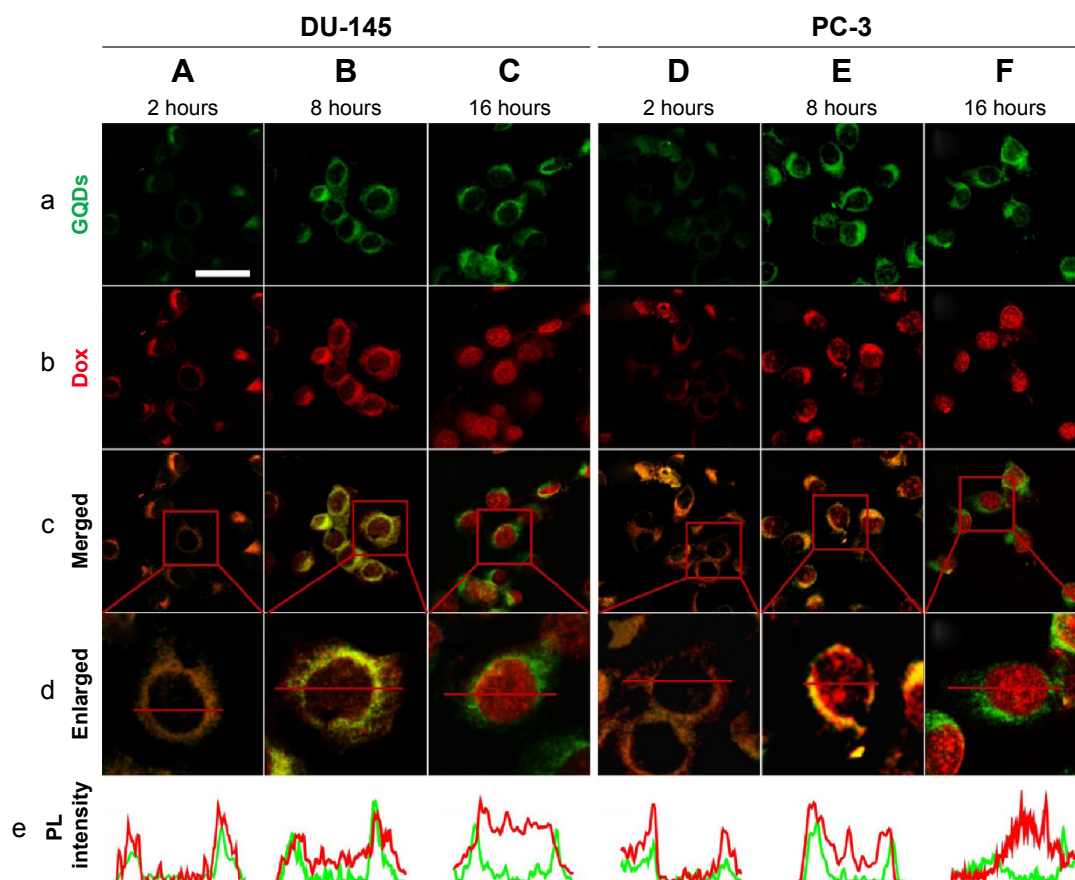 DU-145 PC-3
A B C D E F
2 hours 8 hours 16 hours 2 hours 8 hours 16 hours
a GQDs
b Dox
c Merged
d Enlarged
e PL
intensity